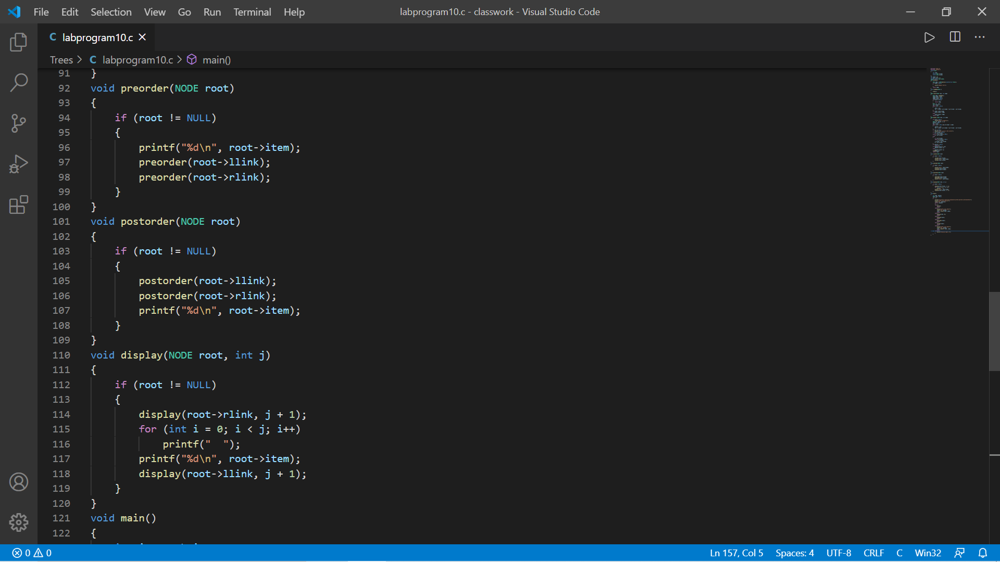 File Edit Selection View Go Run Terminal Help labprogram10.c - classwork - Visual Studio Code
C labprogram10.c
Trees > C labprogram10.c > main()
91 }
92 void preorder(NODE root)
93 {
94     if (root != NULL)
95     {
96         printf("%d\n", root->item);
97         preorder(root->llink);
98         preorder(root->rlink);
99     }
100 }
101 void postorder(NODE root)
102 {
103     if (root != NULL)
104     {
105         postorder(root->llink);
106         postorder(root->rlink);
107         printf("%d\n", root->item);
108     }
109 }
110 void display(NODE root, int j)
111 {
112     if (root != NULL)
113     {
114         display(root->rlink, j + 1);
115         for (int i = 0; i < j; i++)
116             printf("  ");
117         printf("%d\n", root->item);
118         display(root->llink, j + 1);
119     }
120 }
121 void main()
122 {
0 0 Ln 157, Col 5 Spaces: 4 UTF-8 CRLF C Win32